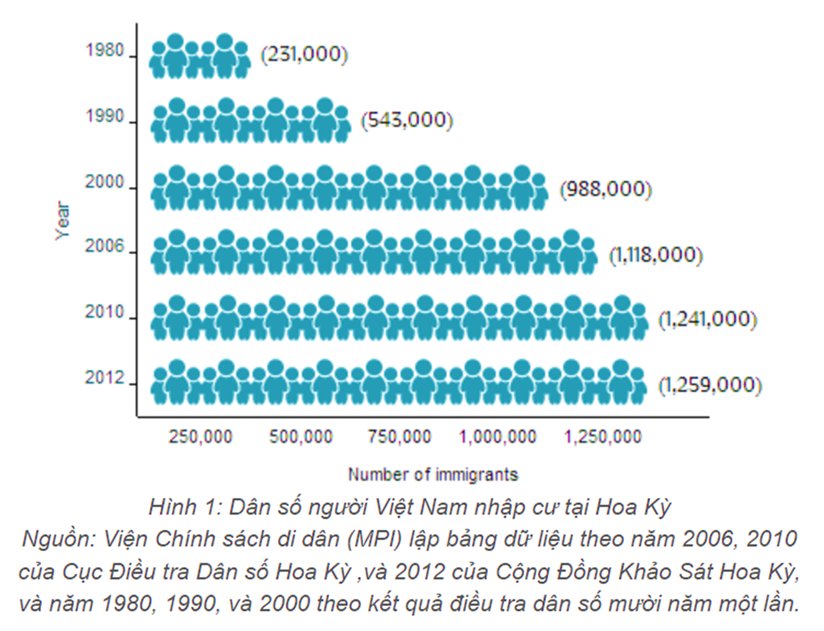 1980 (231,000)
1990 (543,000)
2000 (988,000)
Year
2006 (1,118,000)
2010 (1,241,000)
2012 (1,259,000)
250,000 500,000 750,000 1,000,000 1,250,000
Number of immigrants
Hình 1: Dân số người Việt Nam nhập cư tại Hoa Kỳ
Nguồn: Viện Chính sách di dân (MPI) lập bảng dữ liệu theo năm 2006, 2010
của Cục Điều tra Dân số Hoa Kỳ ,và 2012 của Cộng Đồng Khảo Sát Hoa Kỳ,
và năm 1980, 1990, và 2000 theo kết quả điều tra dân số mười năm một lần.